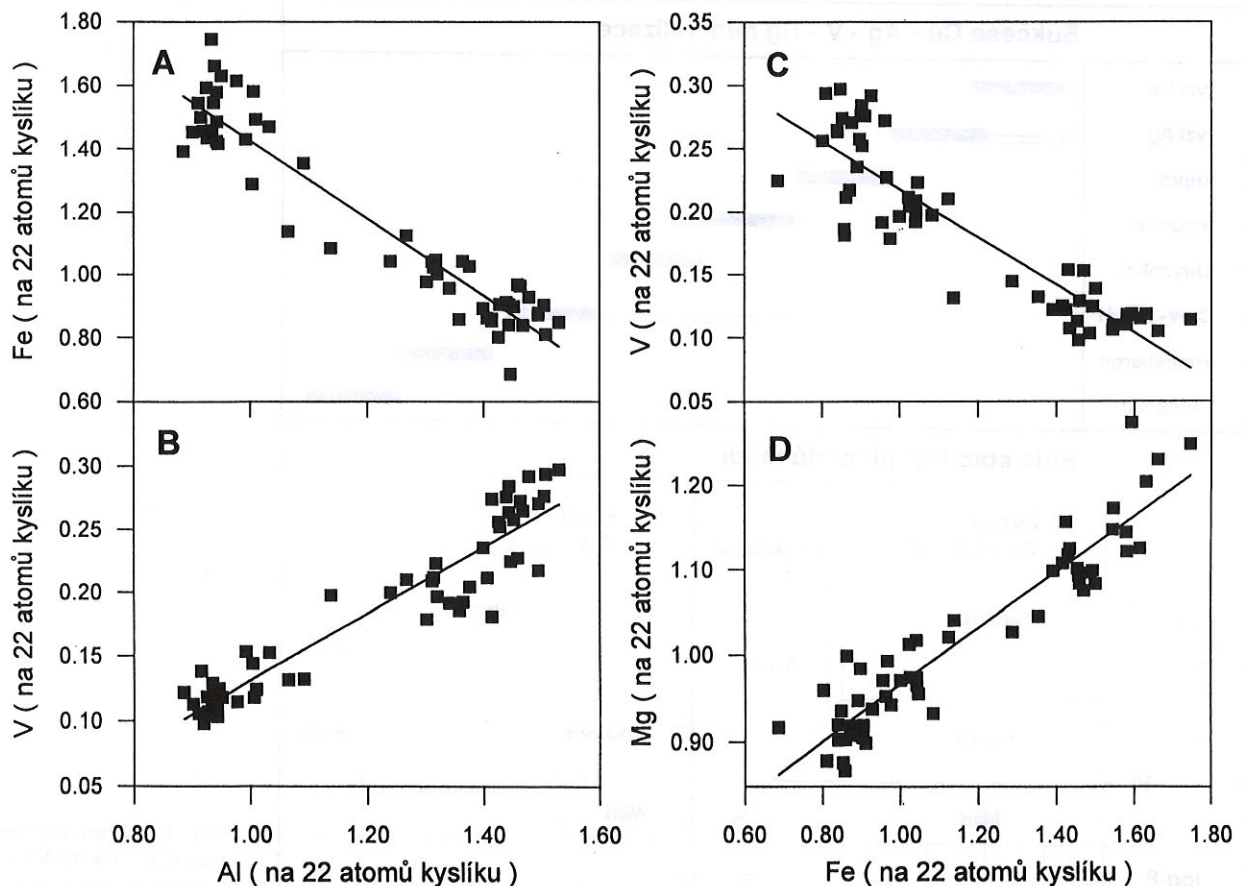 A
Fe ( na 22 atomů kyslíku )
1.80
1.60
1.40
1.20
1.00
0.80
0.60
B
V ( na 22 atomů kyslíku )
0.30
0.25
0.20
0.15
0.10
0.05
0.80 1.00 1.20 1.40 1.60
Al ( na 22 atomů kyslíku )
C
V ( na 22 atomů kyslíku )
0.35
0.30
0.25
0.20
0.15
0.10
0.05
D
Mg ( na 22 atomů kyslíku )
1.20
1.10
1.00
0.90
0.60 0.80 1.00 1.20 1.40 1.60 1.80
Fe ( na 22 atomů kyslíku )